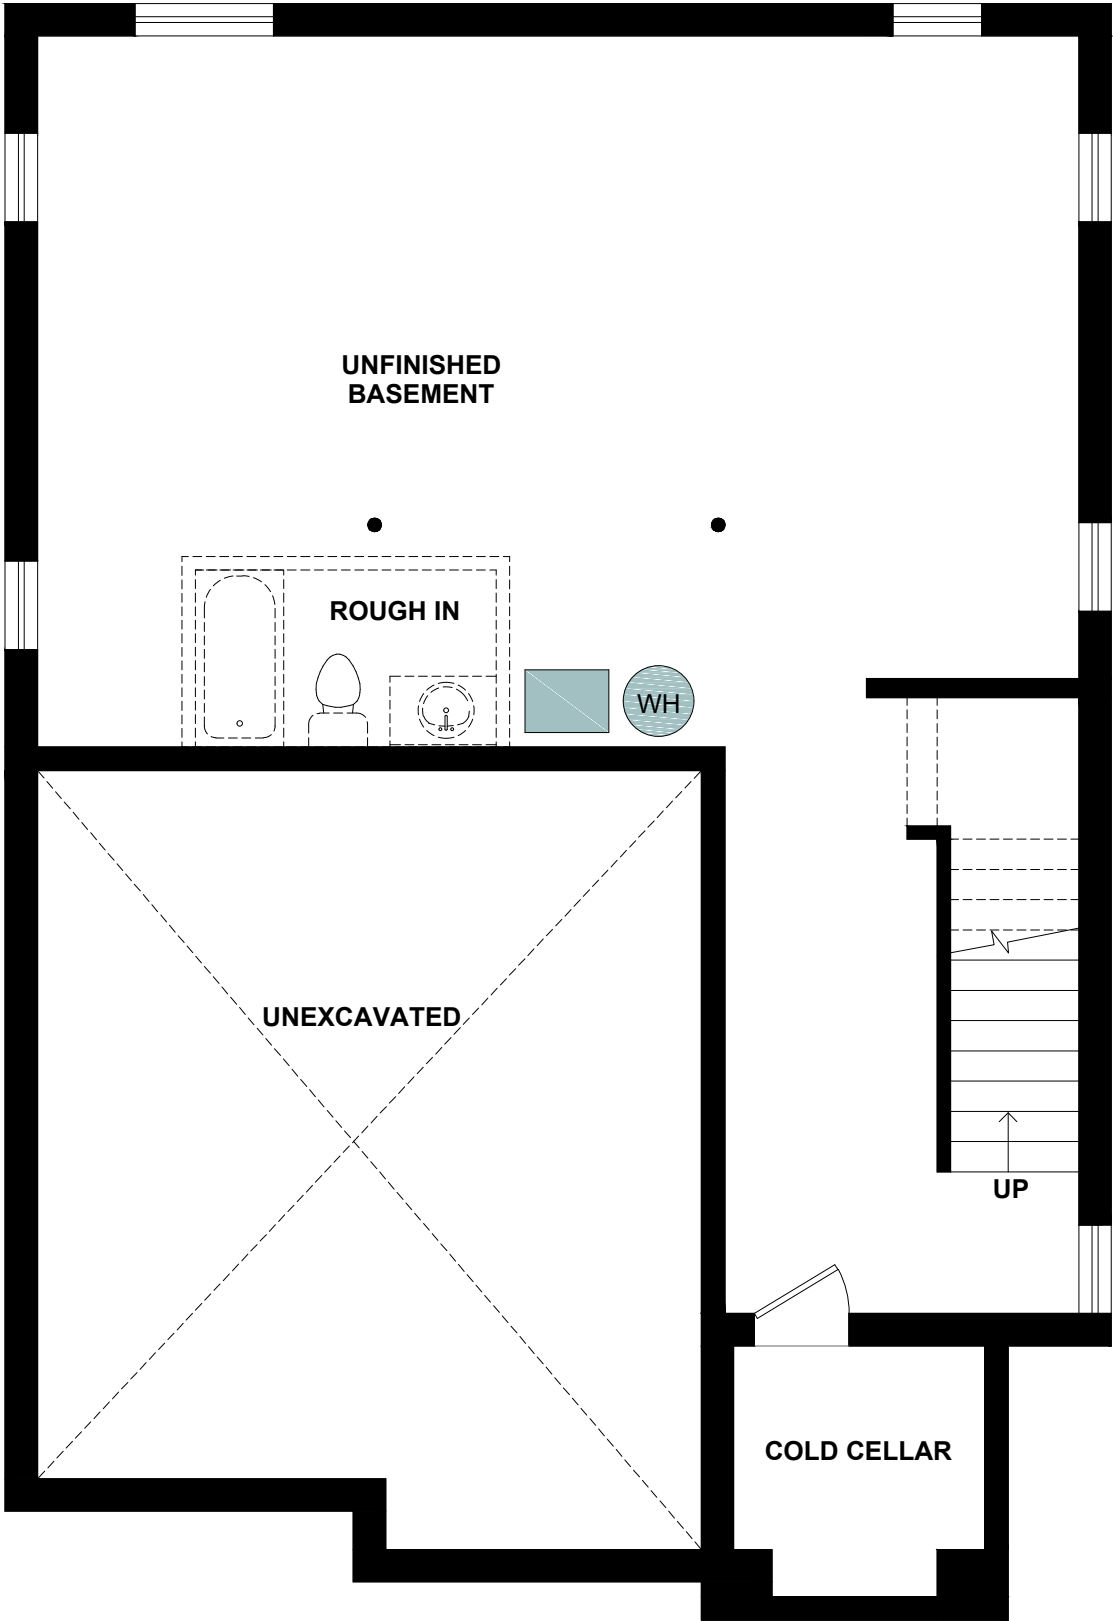 UNFINISHED
BASEMENT
ROUGH IN
WH
UNEXCAVATED
UP
COLD CELLAR